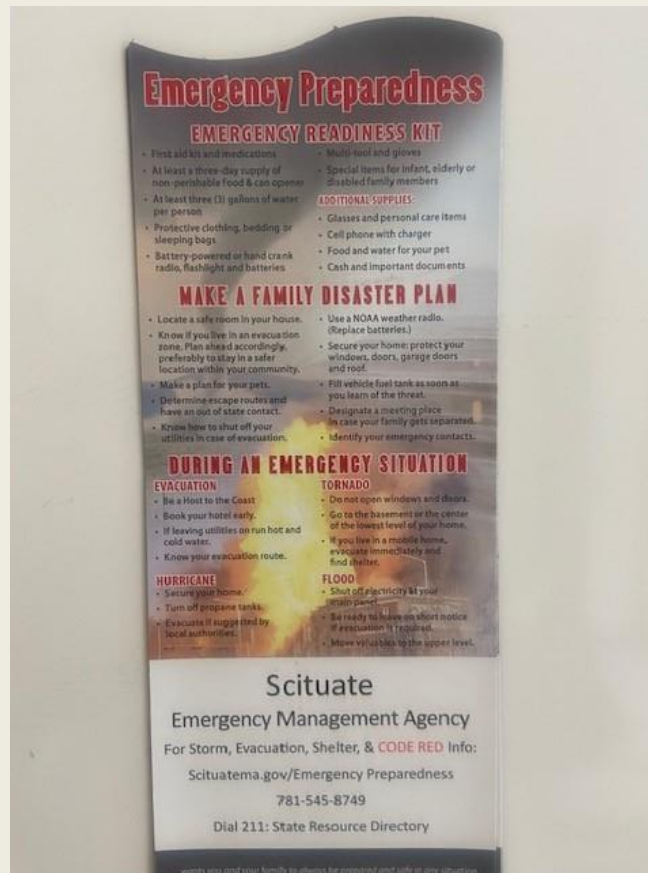 Emergency Preparedness
EMERGENCY READINESS KIT
• First aid kit and medications
• At least a three-day supply of
non-perishable food & can opener
• At least three (3) gallons of water
per person
• Protective clothing, bedding or
sleeping bags
• Battery-powered or hand crank
radio, flashlight and batteries
• Multi-tool and gloves
• Special items for infant, elderly or
disabled family members
ADDITIONAL SUPPLIES:
• Glasses and personal care items
• Cell phone with charger
• Food and water for your pet
• Cash and important documents
MAKE A FAMILY DISASTER PLAN
• Locate a safe room in your house.
• Know if you live in an evacuation
zone. Plan ahead accordingly,
preferably to stay in a safer
location within your community.
• Make a plan for your pets.
• Determine escape routes and
have an out of state contact.
• Know how to shut off your
utilities in case of evacuation.
• Use a NOAA weather radio.
(Replace batteries.)
• Secure your home: protect your
windows, doors, garage doors
and roof.
• Fill vehicle fuel tank as soon as
you learn of the threat.
• Designate a meeting place
in case your family gets separated.
• Identify your emergency contacts.
DURING AN EMERGENCY SITUATION
EVACUATION
• Be a Host to the Coast
• Book your hotel early.
• If leaving utilities on run hot and
cold water.
• Know your evacuation route.
HURRICANE
• Secure your home.
• Turn off propane tanks.
• Evacuate if suggested by
local authorities.
TORNADO
• Do not open windows and doors.
• Go to the basement or the center
of the lowest level of your home.
• If you live in a mobile home,
evacuate immediately and
find shelter.
FLOOD
• Shut off electricity at your
main panel.
• Be ready to leave on short notice
if evacuation is required.
• Move valuables to the upper level.
Scituate
Emergency Management Agency
For Storm, Evacuation, Shelter, & CODE RED Info:
Scituatema.gov/Emergency Preparedness
781-545-8749
Dial 211: State Resource Directory
wants you and your family to always be prepared and safe in any situation